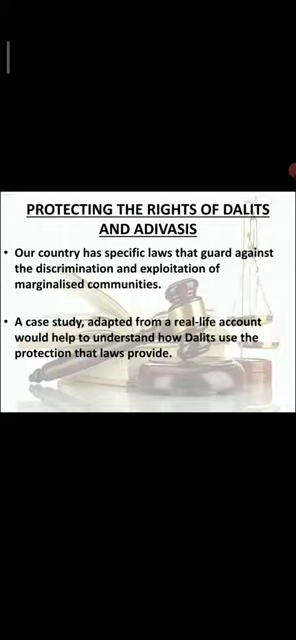 PROTECTING THE RIGHTS OF DALITS
AND ADIVASIS
• Our country has specific laws that guard against
the discrimination and exploitation of
marginalised communities.
• A case study, adapted from a real-life account
would help to understand how Dalits use the
protection that laws provide.